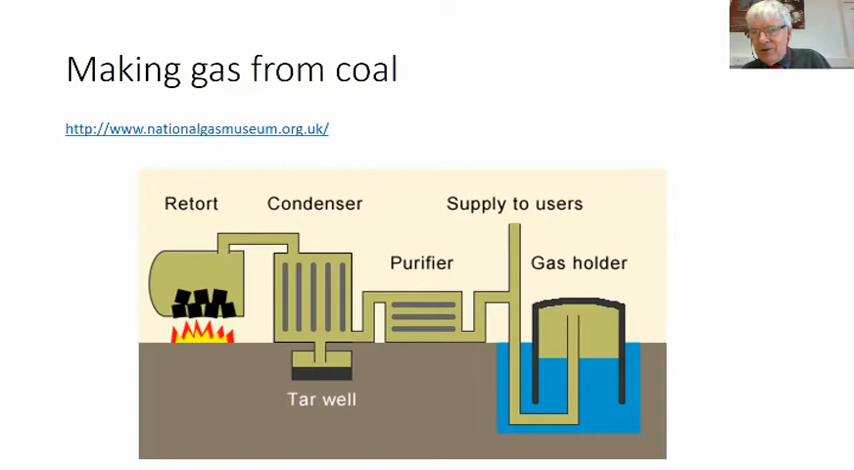 Making gas from coal
http://www.nationalgasmuseum.org.uk/
Retort
Condenser
Supply to users
Purifier
Gas holder
Tar well